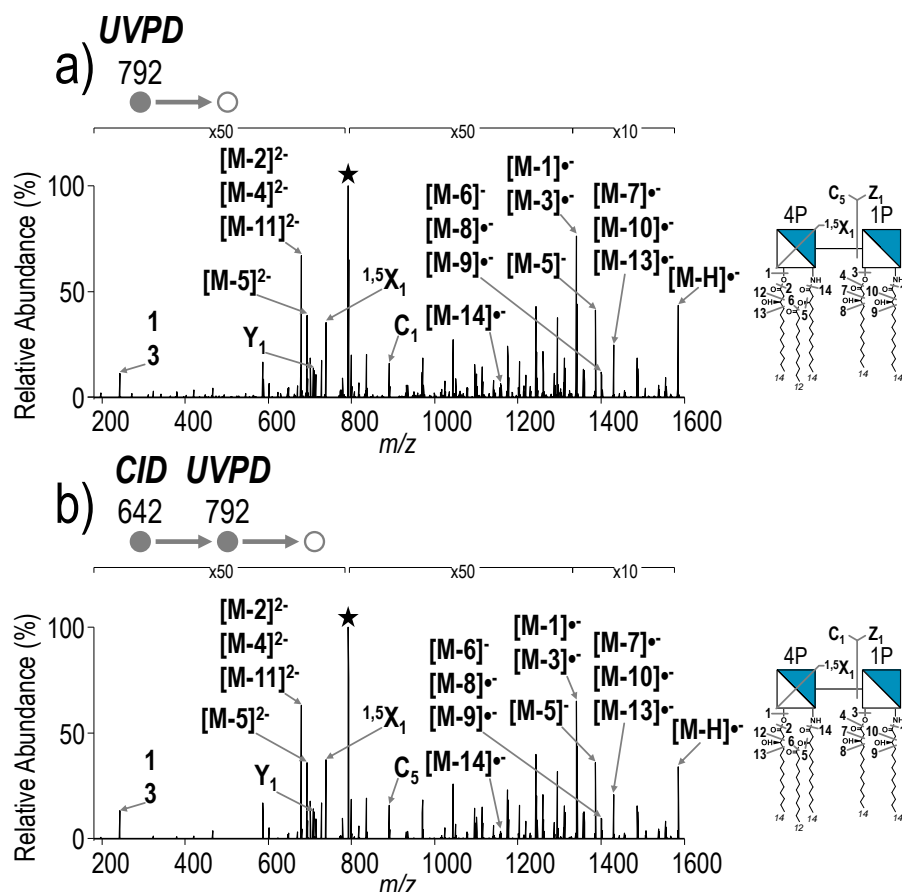 UVPD
a) 792
x50 x50 x10
[M-2]²⁻
[M-4]²⁻
[M-11]²⁻
[M-5]²⁻
¹,⁵X₁
1
3
Y₁
C₁
[M-14]•⁻
[M-6]⁻
[M-8]•⁻
[M-9]•⁻
[M-1]•⁻
[M-3]•⁻
[M-5]⁻
[M-7]•⁻
[M-10]•⁻
[M-13]•⁻
[M-H]•⁻
Relative Abundance (%)
100
50
0
200 400 600 800 1000 1200 1400 1600
m/z
C₅ Z₁
4P 1P
¹,⁵X₁
1 O NH 3 O NH
O 2 O 14 4 O 7 10 O
12 OH 6 O O OH OH
13 5 8 9
14 12 14 14 14
CID UVPD
b) 642 792
x50 x50 x10
[M-2]²⁻
[M-4]²⁻
[M-11]²⁻
[M-5]²⁻
¹,⁵X₁
1
3
Y₁
C₅
[M-14]•⁻
[M-6]⁻
[M-8]•⁻
[M-9]•⁻
[M-1]•⁻
[M-3]•⁻
[M-5]⁻
[M-7]•⁻
[M-10]•⁻
[M-13]•⁻
[M-H]•⁻
Relative Abundance (%)
100
50
0
200 400 600 800 1000 1200 1400 1600
m/z
C₁ Z₁
4P 1P
¹,⁵X₁
1 O NH 3 O NH
O 2 O 14 4 O 7 10 O
12 OH 6 O O OH OH
13 5 8 9
14 12 14 14 14